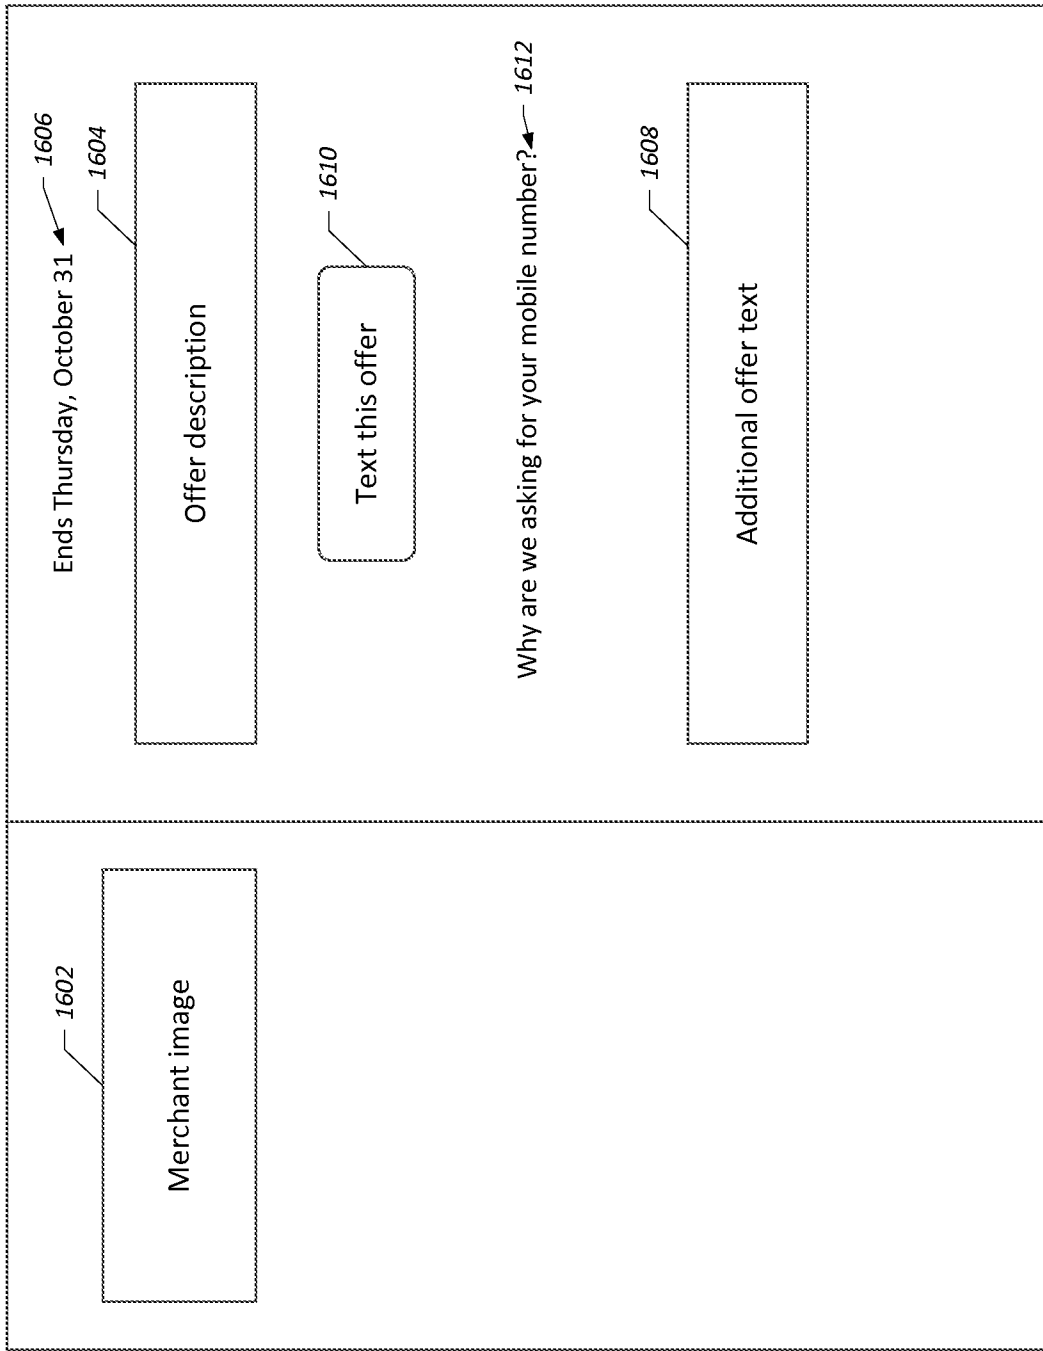 1602
Merchant image
Ends Thursday, October 31
1606
1604
Offer description
1610
Text this offer
Why are we asking for your mobile number?
1612
1608
Additional offer text